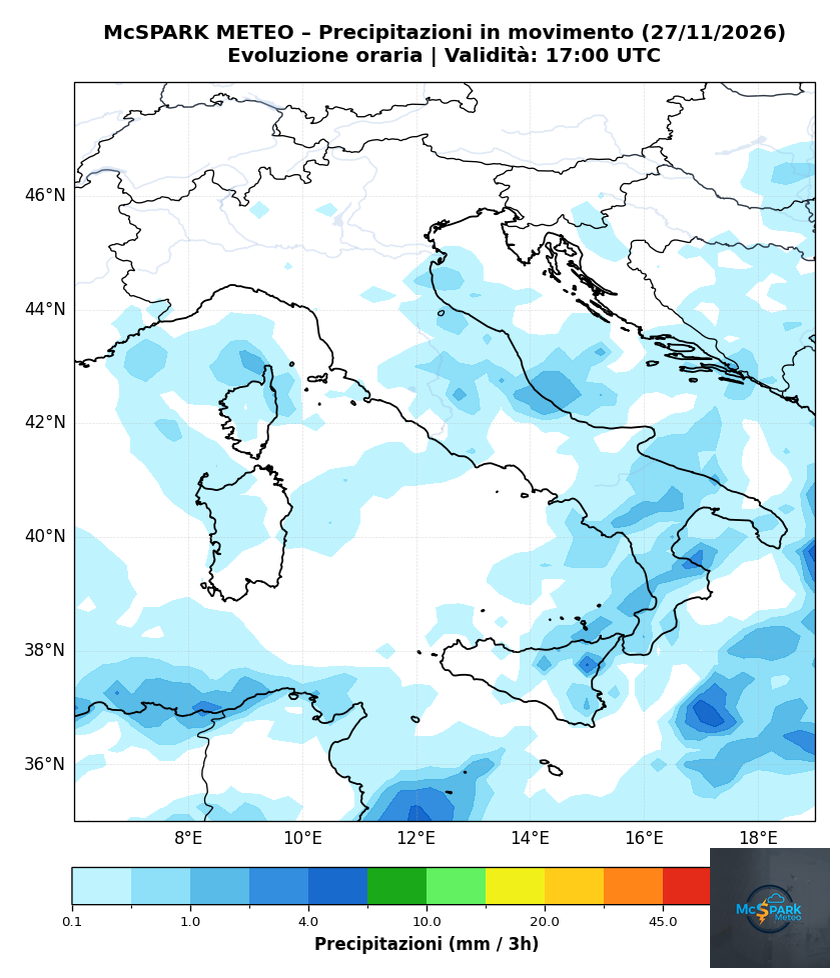 McSPARK METEO – Precipitazioni in movimento (27/11/2026)
Evoluzione oraria | Validità: 17:00 UTC
46°N
44°N
42°N
40°N
38°N
36°N
8°E 10°E 12°E 14°E 16°E 18°E
0.1 1.0 4.0 10.0 20.0 45.0
Precipitazioni (mm / 3h)
McSPARK
Meteo